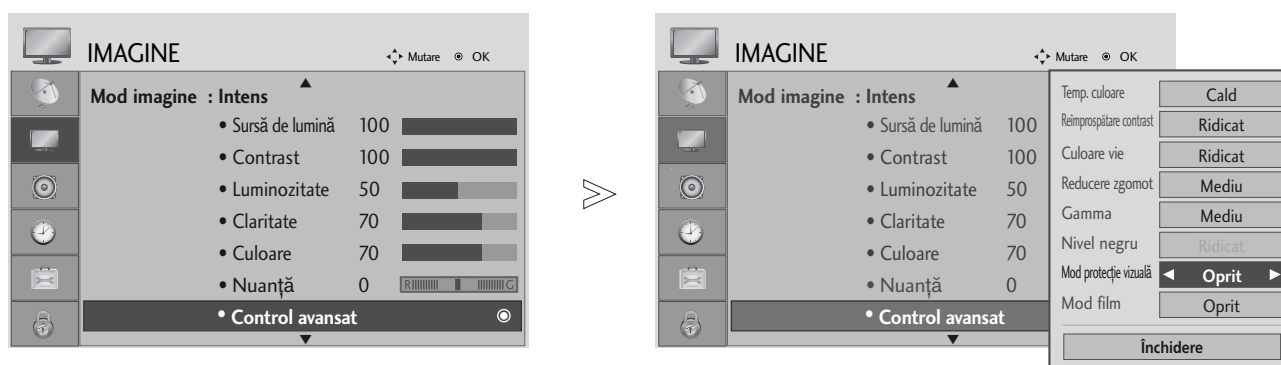 IMAGINE
Mutare OK
Mod imagine : Intens
• Sursă de lumină 100
• Contrast 100
• Luminozitate 50
• Claritate 70
• Culoare 70
• Nuanță 0 R G
• Control avansat
IMAGINE
Mutare OK
Mod imagine : Intens
• Sursă de lumină 100
• Contrast 100
• Luminozitate 50
• Claritate 70
• Culoare 70
• Nuanță 0
• Control avansat
Temp. culoare Cald
Reîmprospătare contrast Ridicat
Culoare vie Ridicat
Reducere zgomot Mediu
Gamma Mediu
Nivel negru Ridicat
Mod protecţie vizuală Oprit
Mod film Oprit
Închidere